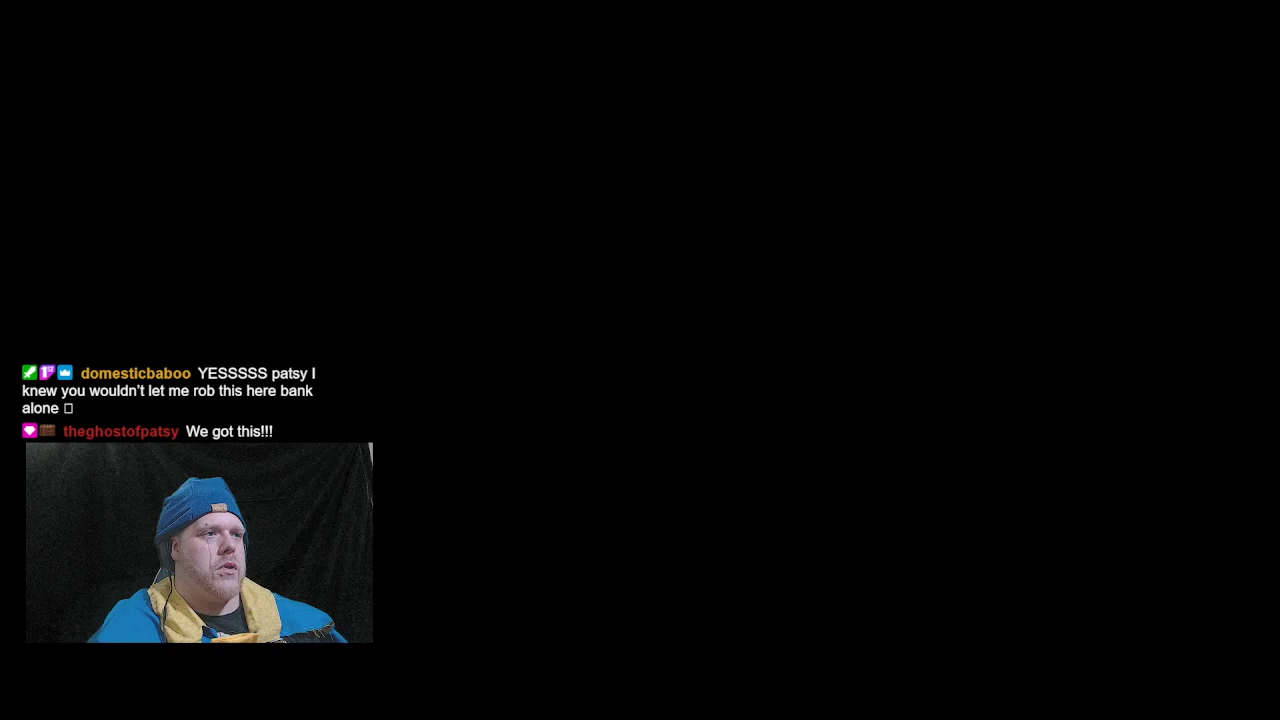 domesticbaboo YESSSSS patsy I
knew you wouldn't let me rob this here bank
alone
theghostofpatsy We got this!!!